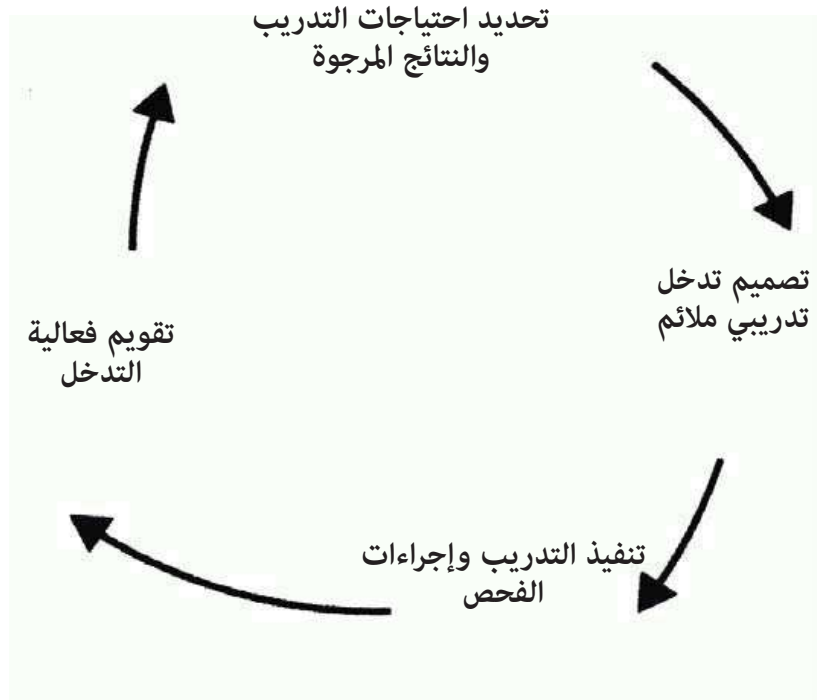 تحديد احتياجات التدريب
والنتائج المرجوة
تصميم تدخل
تدريبي ملائم
تنفيذ التدريب وإجراءات
الفحص
تقويم فعالية
التدخل